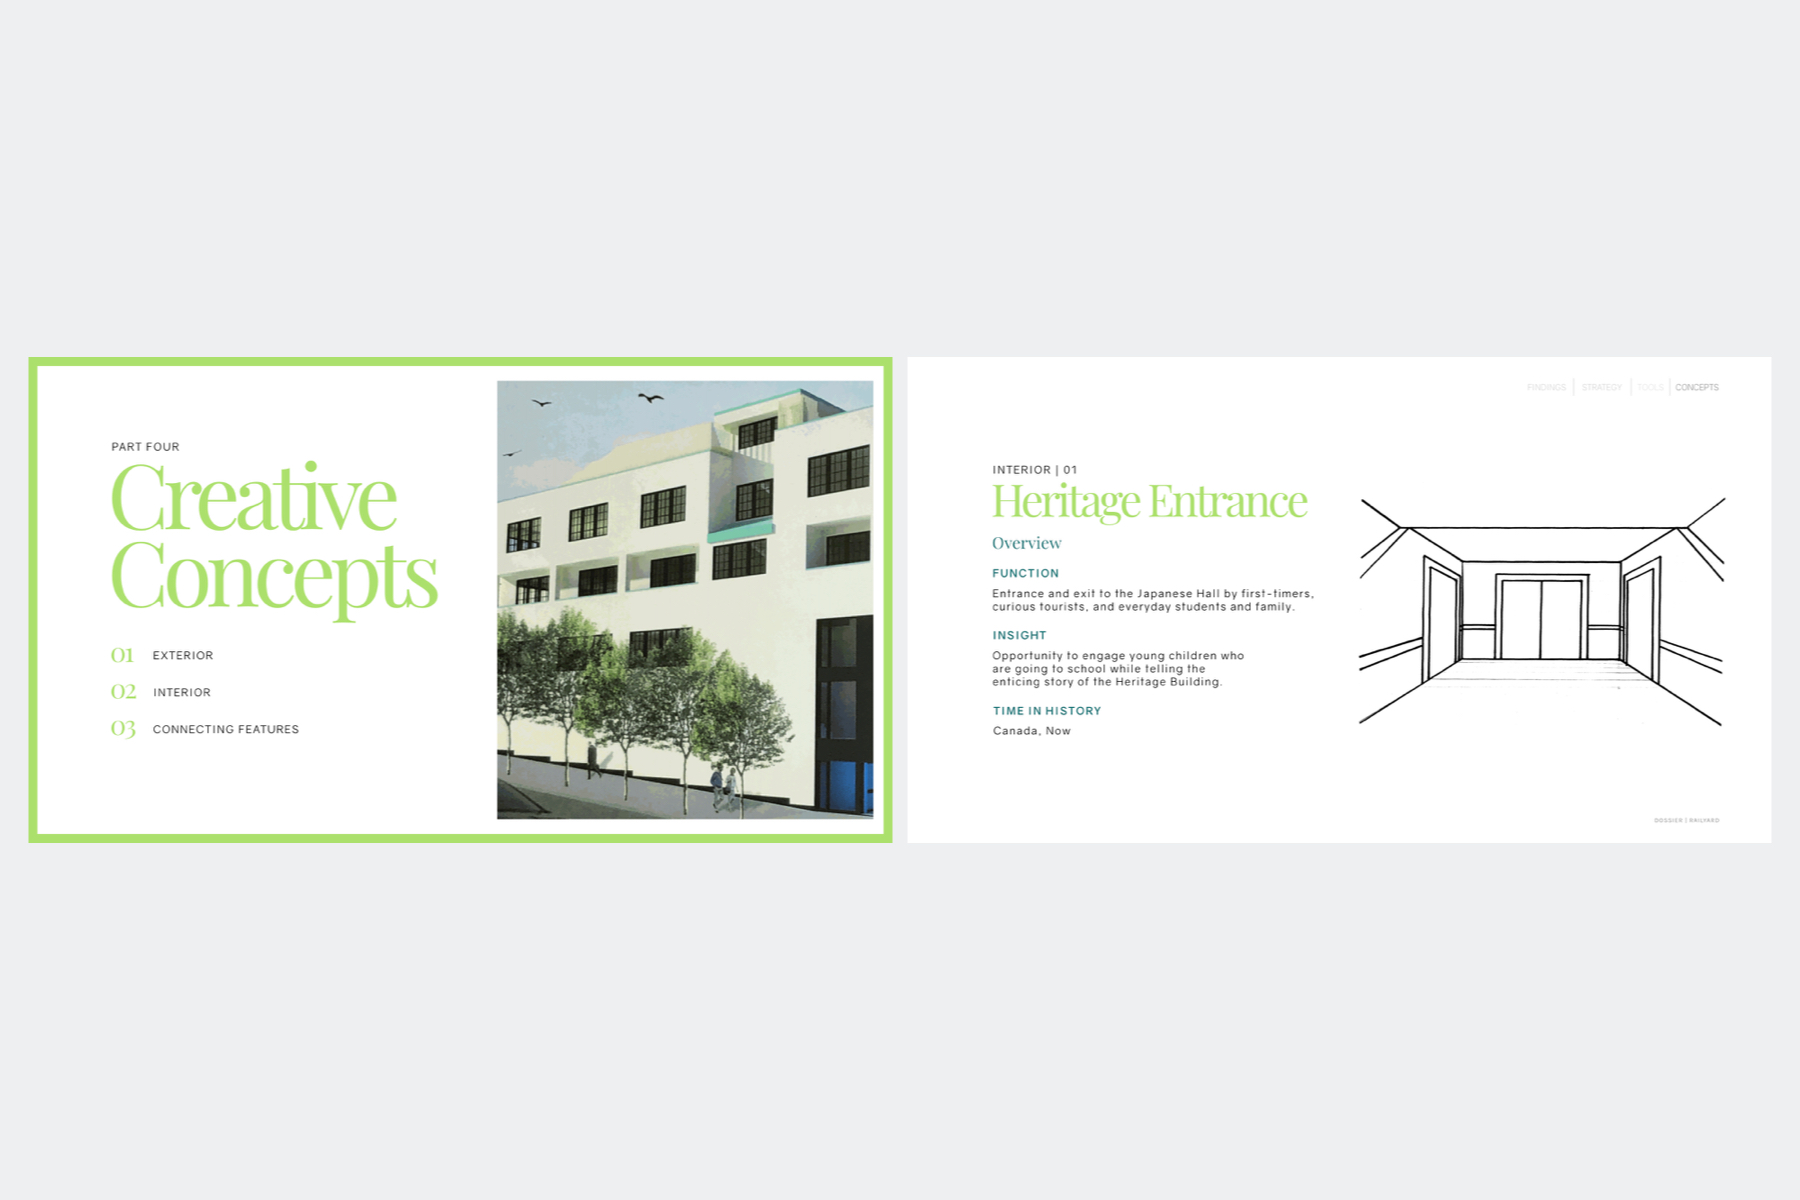 PART FOUR
Creative
Concepts
01 EXTERIOR
02 INTERIOR
03 CONNECTING FEATURES
FINDINGS | STRATEGY | TOOLS | CONCEPTS
INTERIOR | 01
Heritage Entrance
Overview
FUNCTION
Entrance and exit to the Japanese Hall by first-timers,
curious tourists, and everyday students and family.
INSIGHT
Opportunity to engage young children who
are going to school while telling the
enticing story of the Heritage Building.
TIME IN HISTORY
Canada, Now
DOSSIER | RAILYARD